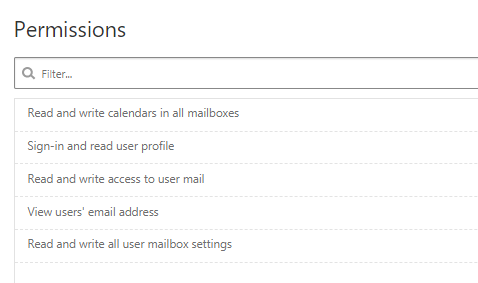 Permissions
Filter...
Read and write calendars in all mailboxes
Sign-in and read user profile
Read and write access to user mail
View users' email address
Read and write all user mailbox settings